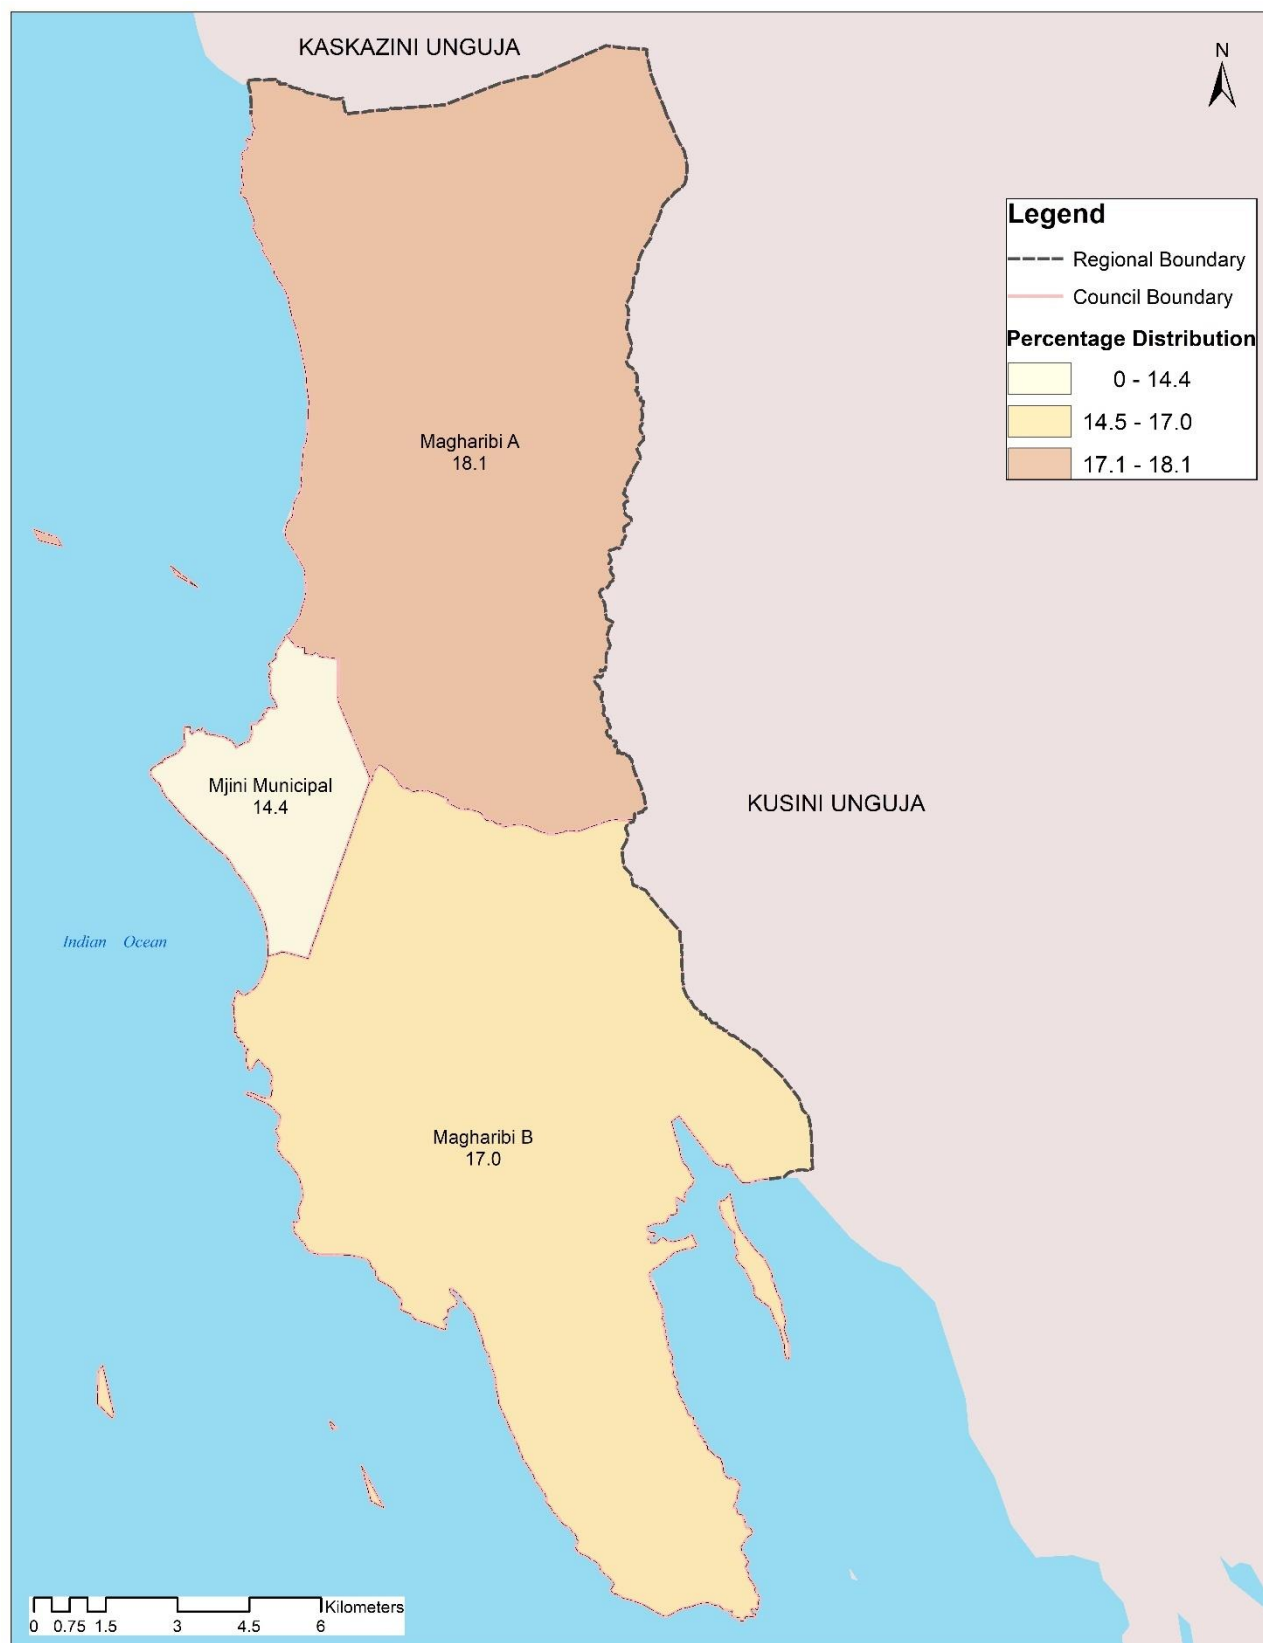 KASKAZINI UNGUJA
N
Legend
Regional Boundary
Council Boundary
Percentage Distribution
0 - 14.4
14.5 - 17.0
17.1 - 18.1
Magharibi A
18.1
Mjini Municipal
14.4
KUSINI UNGUJA
Indian Ocean
Magharibi B
17.0
Kilometers
0 0.75 1.5 3 4.5 6